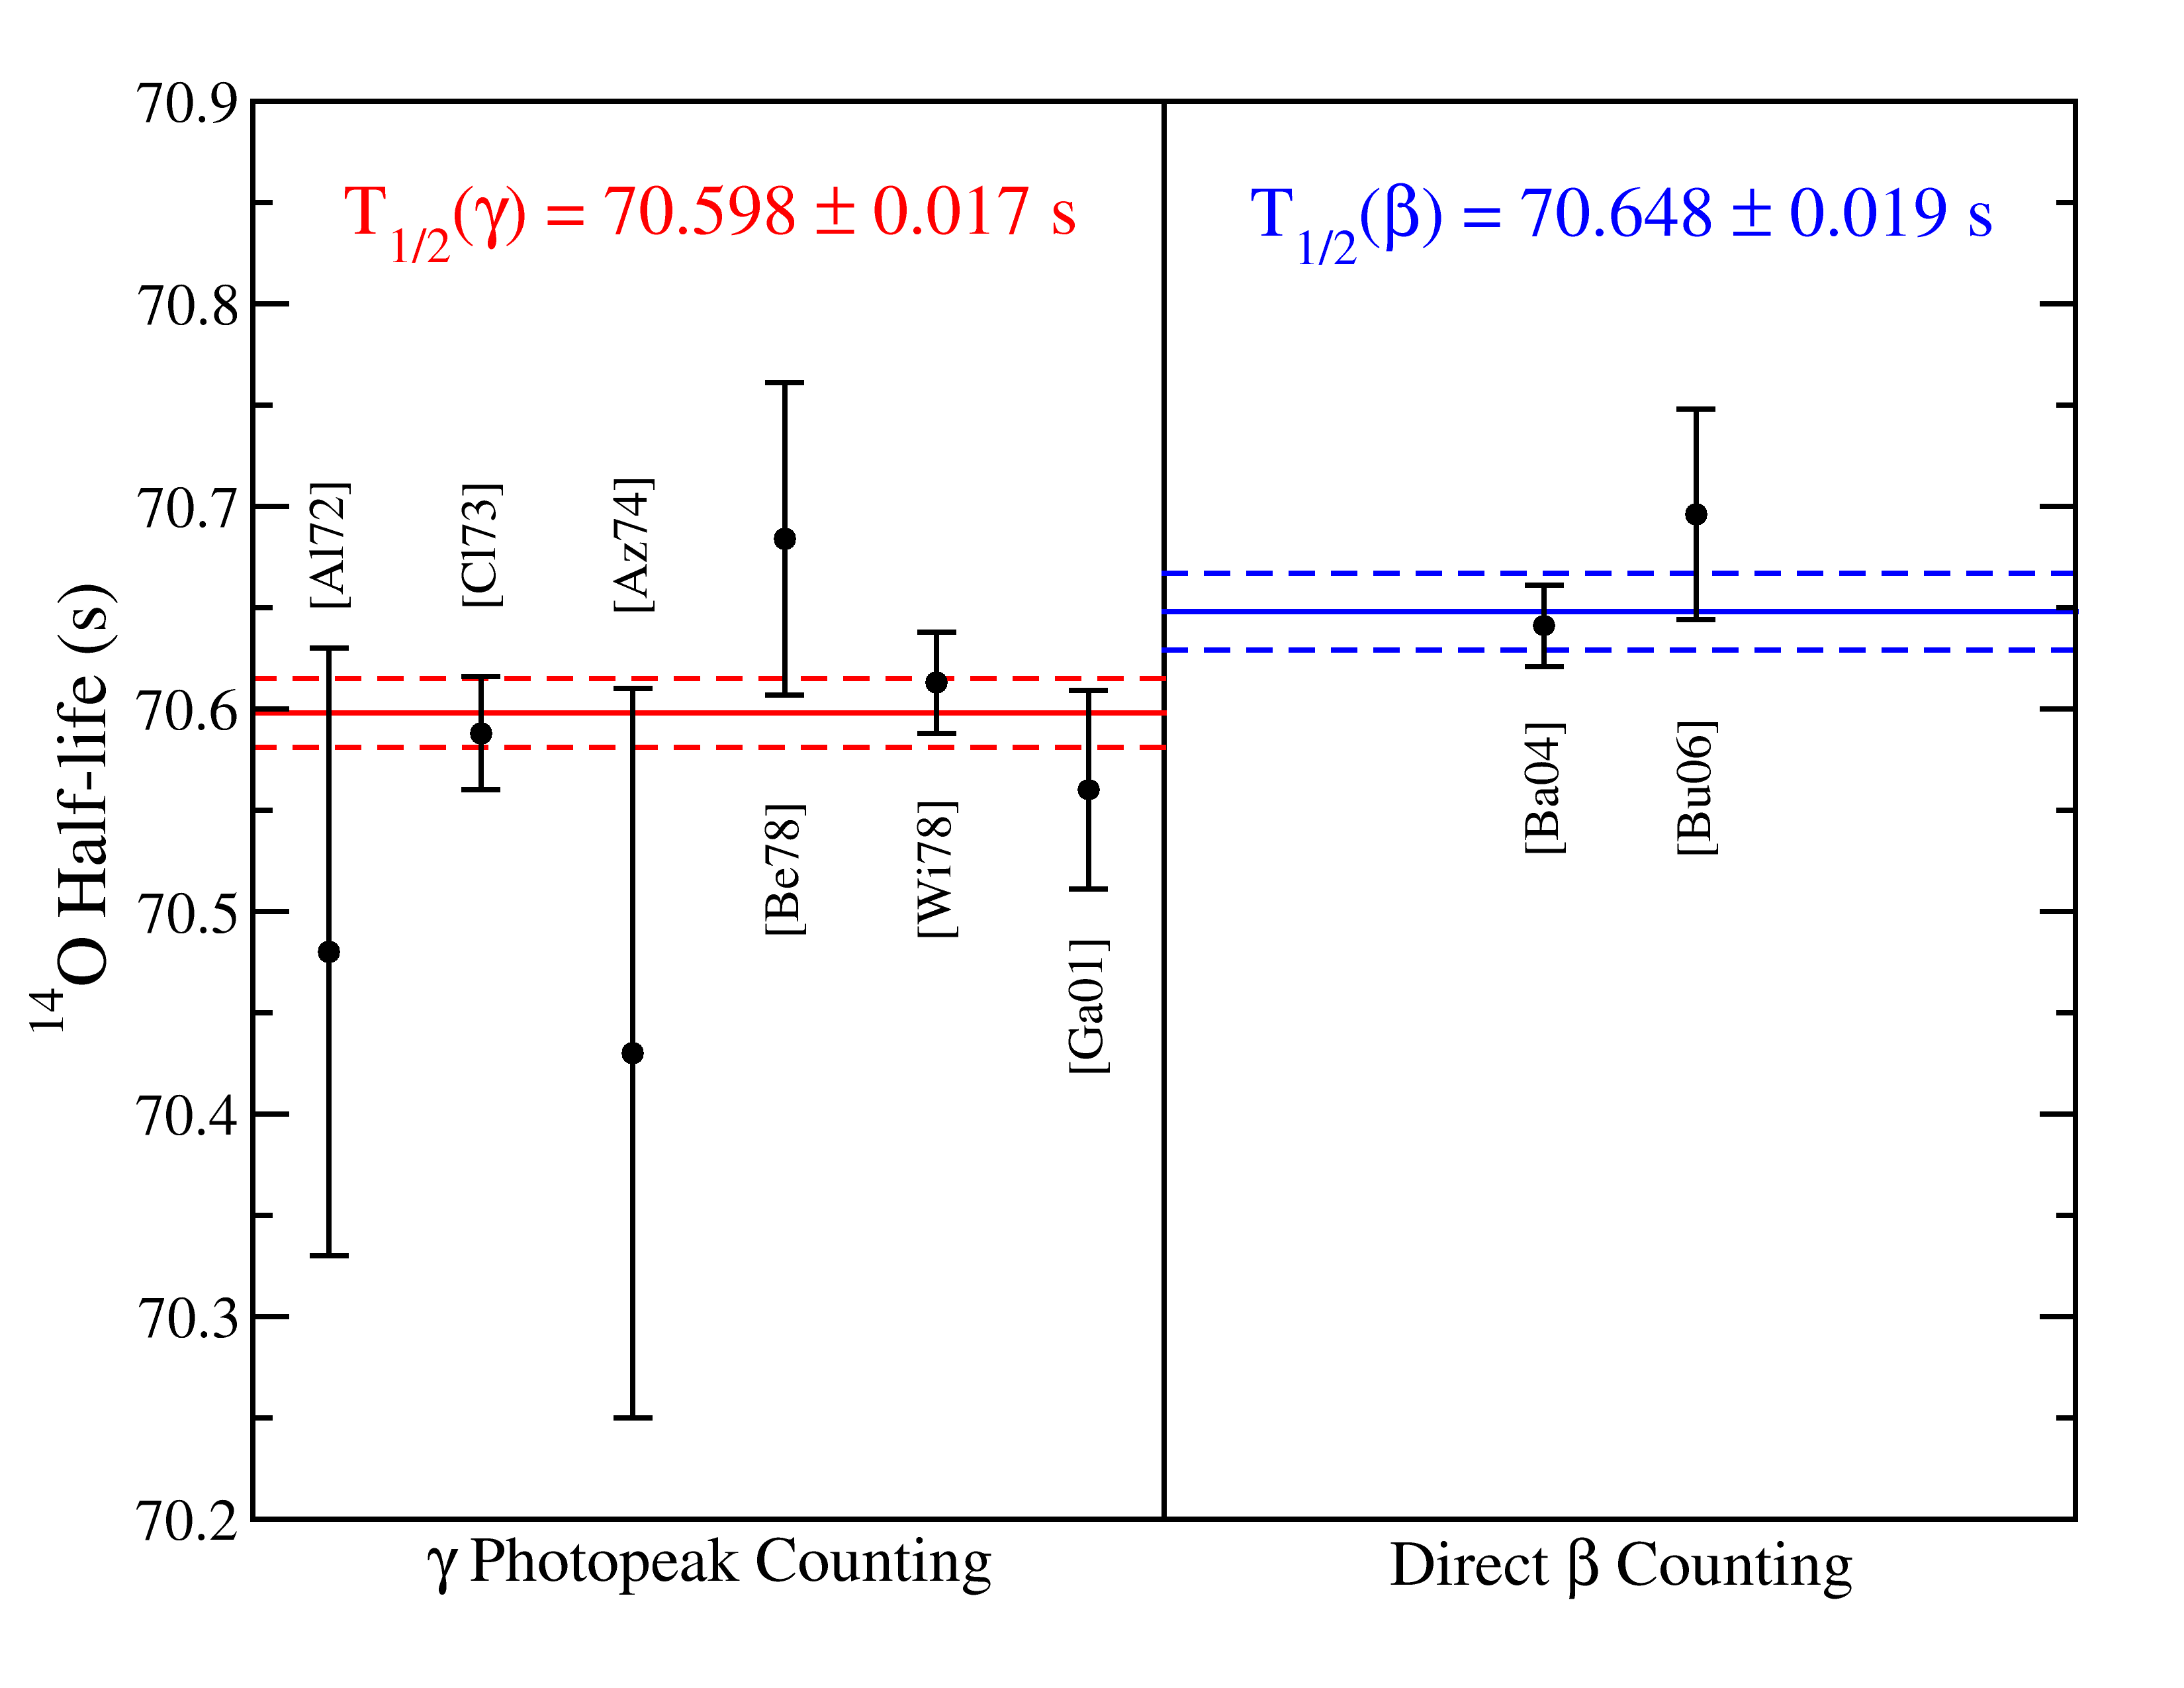 70.9
70.8
70.7
70.6
70.5
70.4
70.3
70.2
¹⁴O Half-life (s)
T₁/₂(γ) = 70.598 ± 0.017 s
T₁/₂(β) = 70.648 ± 0.019 s
[Al72]
[Cl73]
[Az74]
[Be78]
[Wi78]
[Ga01]
[Ba04]
[Bu06]
γ Photopeak Counting
Direct β Counting